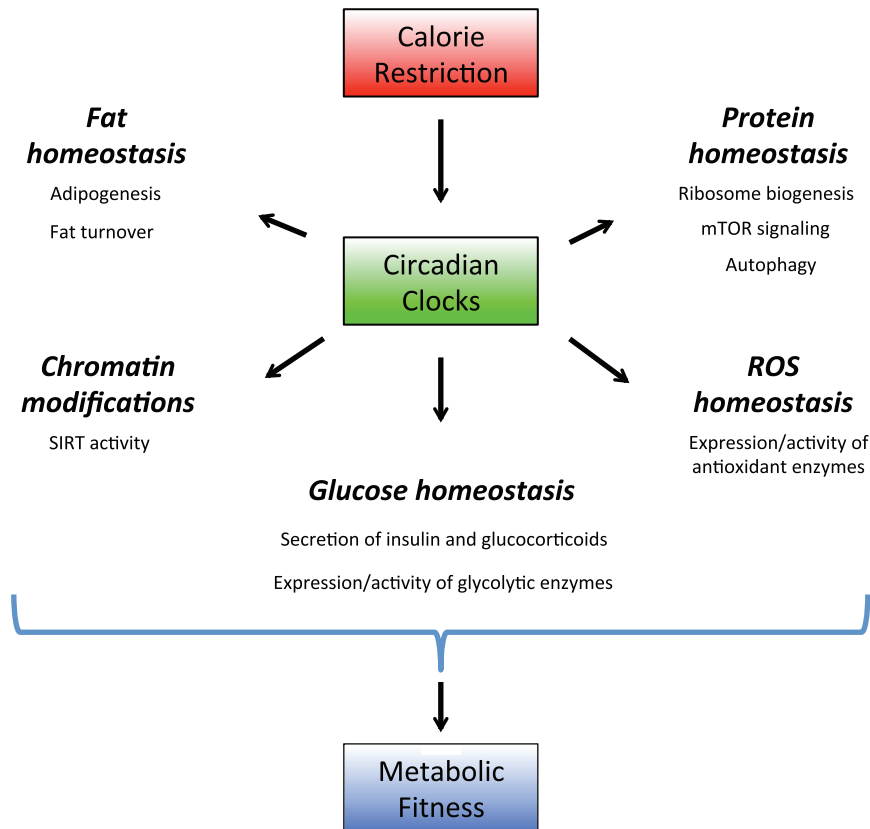 Calorie
Restriction
Fat
homeostasis
Adipogenesis
Fat turnover
Protein
homeostasis
Ribosome biogenesis
mTOR signaling
Autophagy
Circadian
Clocks
Chromatin
modifications
SIRT activity
ROS
homeostasis
Expression/activity of
antioxidant enzymes
Glucose homeostasis
Secretion of insulin and glucocorticoids
Expression/activity of glycolytic enzymes
Metabolic
Fitness